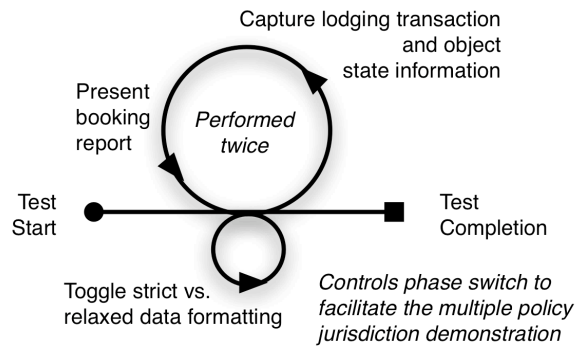 Capture lodging transaction
and object
state information
Present
booking
report
Performed
twice
Test
Start
Test
Completion
Toggle strict vs.
relaxed data formatting
Controls phase switch to
facilitate the multiple policy
jurisdiction demonstration